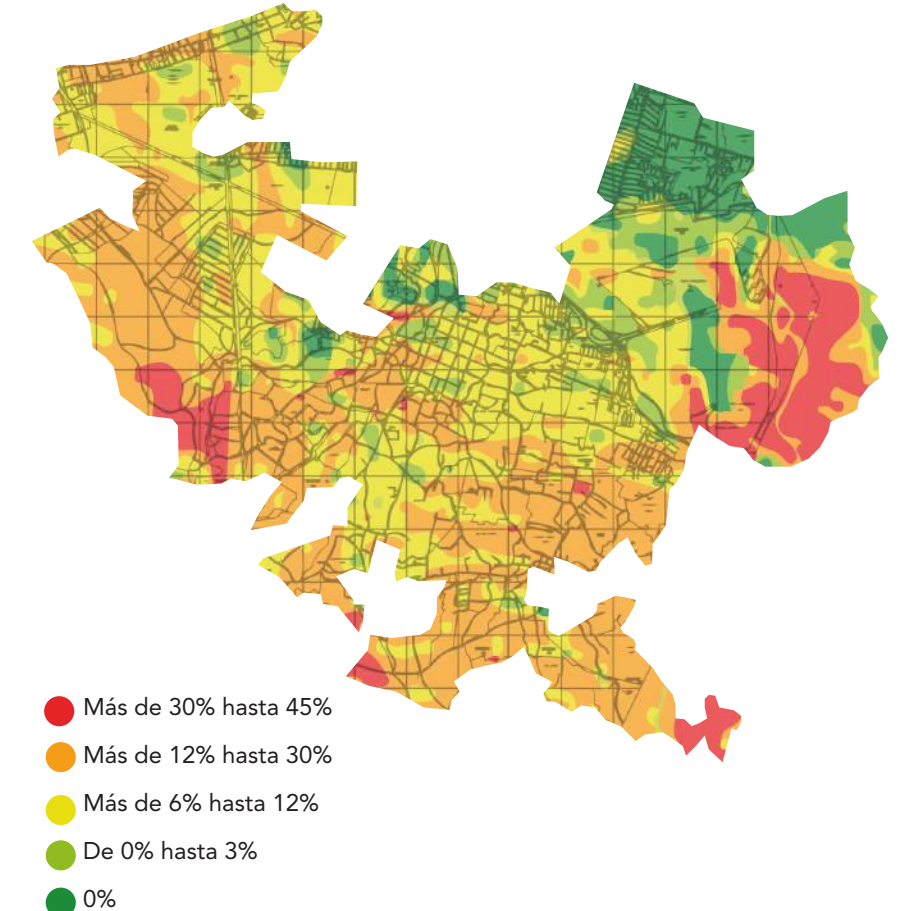 Más de 30% hasta 45%
Más de 12% hasta 30%
Más de 6% hasta 12%
De 0% hasta 3%
0%